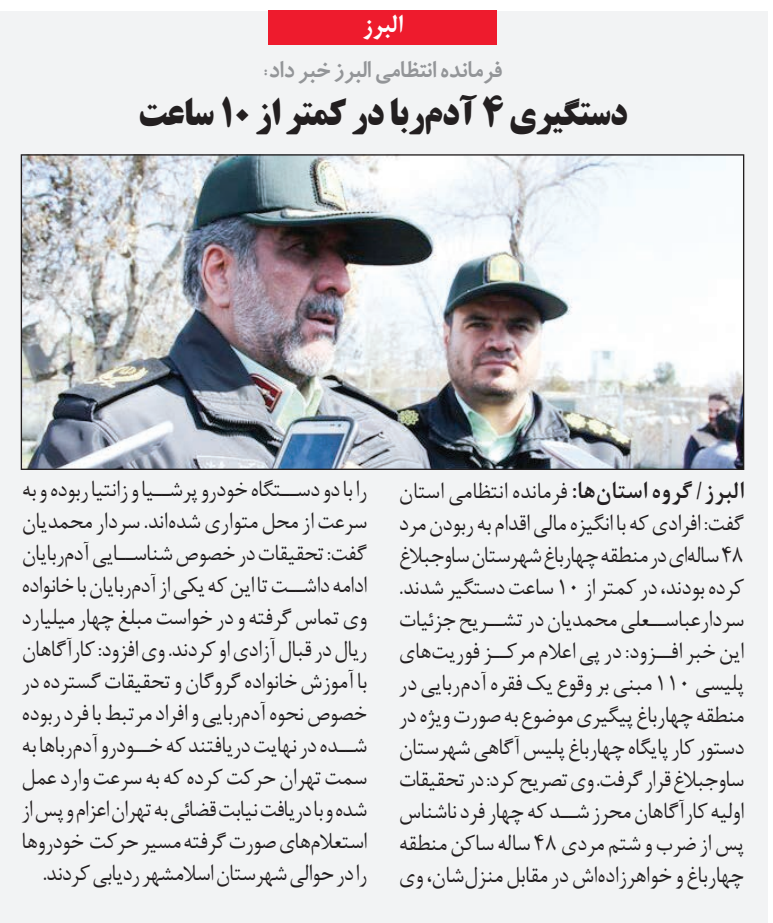 البرز
فرمانده انتظامی البرز خبر داد:
دستگیری ۴ آدم‌ربا در کمتر از ۱۰ ساعت
البرز / گروه استان‌ها: فرمانده انتظامی استان
گفت: افرادی که با انگیزه مالی اقدام به ربودن مرد
۴۸ ساله‌ای در منطقه چهارباغ شهرستان ساوجبلاغ
کرده بودند، در کمتر از ۱۰ ساعت دستگیر شدند.
سردار عباسعلی محمدیان در تشریح جزئیات
این خبر افزود: در پی اعلام مرکز فوریت‌های
پلیسی ۱۱۰ مبنی بر وقوع یک فقره آدم‌ربایی در
منطقه چهارباغ پیگیری موضوع به صورت ویژه در
دستور کار پایگاه چهارباغ پلیس آگاهی شهرستان
ساوجبلاغ قرار گرفت. وی تصریح کرد: در تحقیقات
اولیه کارآگاهان محرز شد که چهار فرد ناشناس
پس از ضرب و شتم مردی ۴۸ ساله ساکن منطقه
چهارباغ و خواهرزاده‌اش در مقابل منزل‌شان، وی
را با دو دستگاه خودرو پرشیا و زانتیا ربوده و به
سرعت از محل متواری شده‌اند. سردار محمدیان
گفت: تحقیقات در خصوص شناسایی آدم‌ربایان
ادامه داشت تا این که یکی از آدم‌ربایان با خانواده
وی تماس گرفته و در خواست مبلغ چهار میلیارد
ریال در قبال آزادی او کردند. وی افزود: کارآگاهان
با آموزش خانواده گروگان و تحقیقات گسترده در
خصوص نحوه آدم‌ربایی و افراد مرتبط با فرد ربوده
شده در نهایت دریافتند که خودرو آدم‌رباها به
سمت تهران حرکت کرده که به سرعت وارد عمل
شده و با دریافت نیابت قضائی به تهران اعزام و پس از
استعلام‌های صورت گرفته مسیر حرکت خودروها
را در حوالی شهرستان اسلامشهر ردیابی کردند.